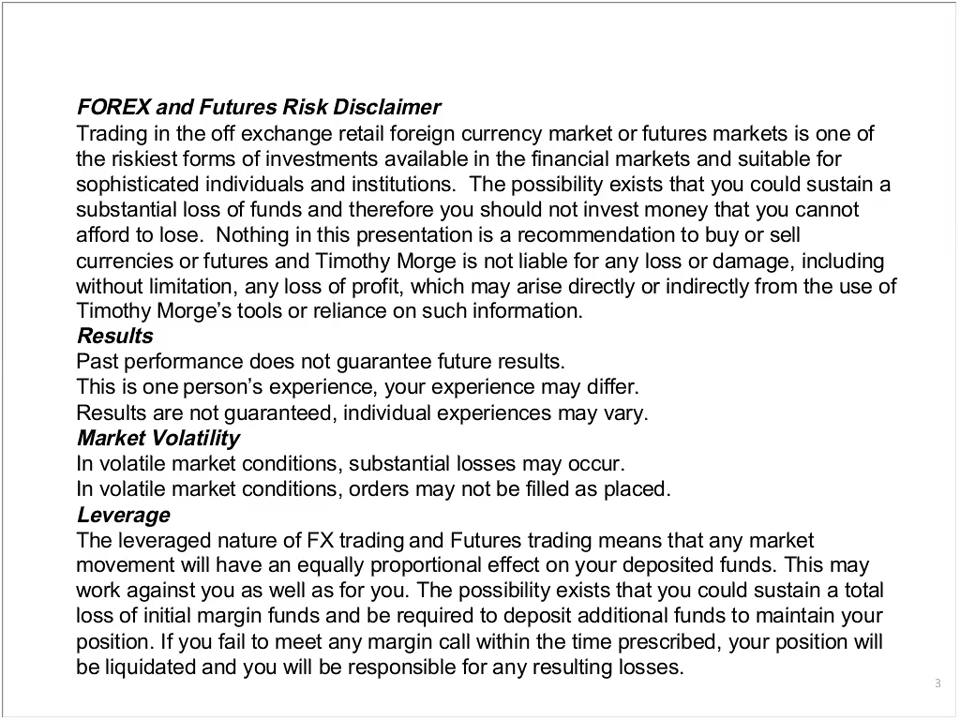 FOREX and Futures Risk Disclaimer
Trading in the off exchange retail foreign currency market or futures markets is one of
the riskiest forms of investments available in the financial markets and suitable for
sophisticated individuals and institutions.  The possibility exists that you could sustain a
substantial loss of funds and therefore you should not invest money that you cannot
afford to lose.  Nothing in this presentation is a recommendation to buy or sell
currencies or futures and Timothy Morge is not liable for any loss or damage, including
without limitation, any loss of profit, which may arise directly or indirectly from the use of
Timothy Morge’s tools or reliance on such information.
Results
Past performance does not guarantee future results.
This is one person’s experience, your experience may differ.
Results are not guaranteed, individual experiences may vary.
Market Volatility
In volatile market conditions, substantial losses may occur.
In volatile market conditions, orders may not be filled as placed.
Leverage
The leveraged nature of FX trading and Futures trading means that any market
movement will have an equally proportional effect on your deposited funds. This may
work against you as well as for you. The possibility exists that you could sustain a total
loss of initial margin funds and be required to deposit additional funds to maintain your
position. If you fail to meet any margin call within the time prescribed, your position will
be liquidated and you will be responsible for any resulting losses.
3